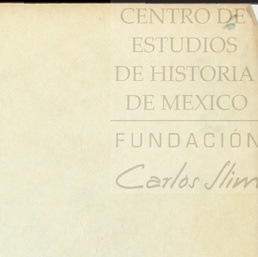 CENTRO DE
ESTUDIOS
DE HISTORIA
DE MEXICO
FUNDACIÓN
Carlos Slim